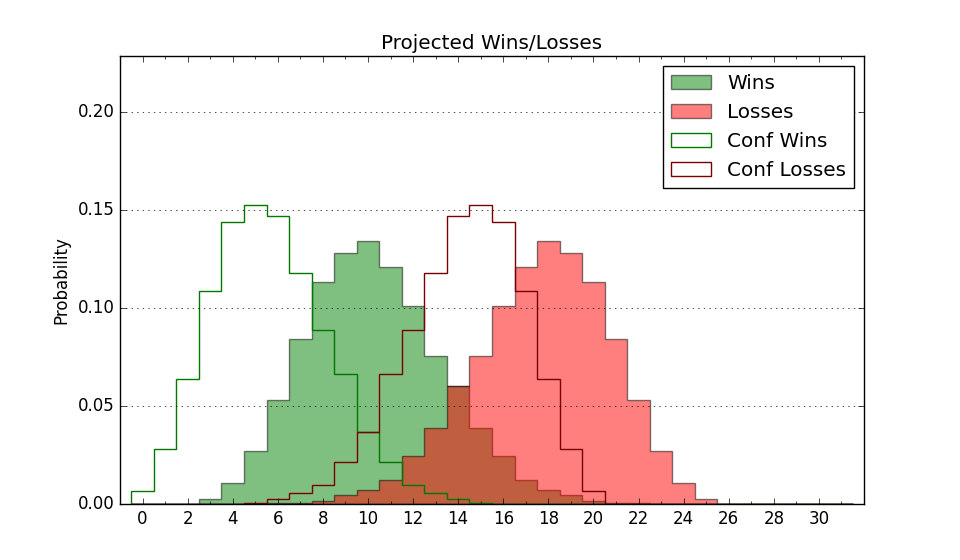 Projected Wins/Losses
Wins
Losses
Conf Wins
Conf Losses
Probability
0.20
0.15
0.10
0.05
0.00
0 2 4 6 8 10 12 14 16 18 20 22 24 26 28 30